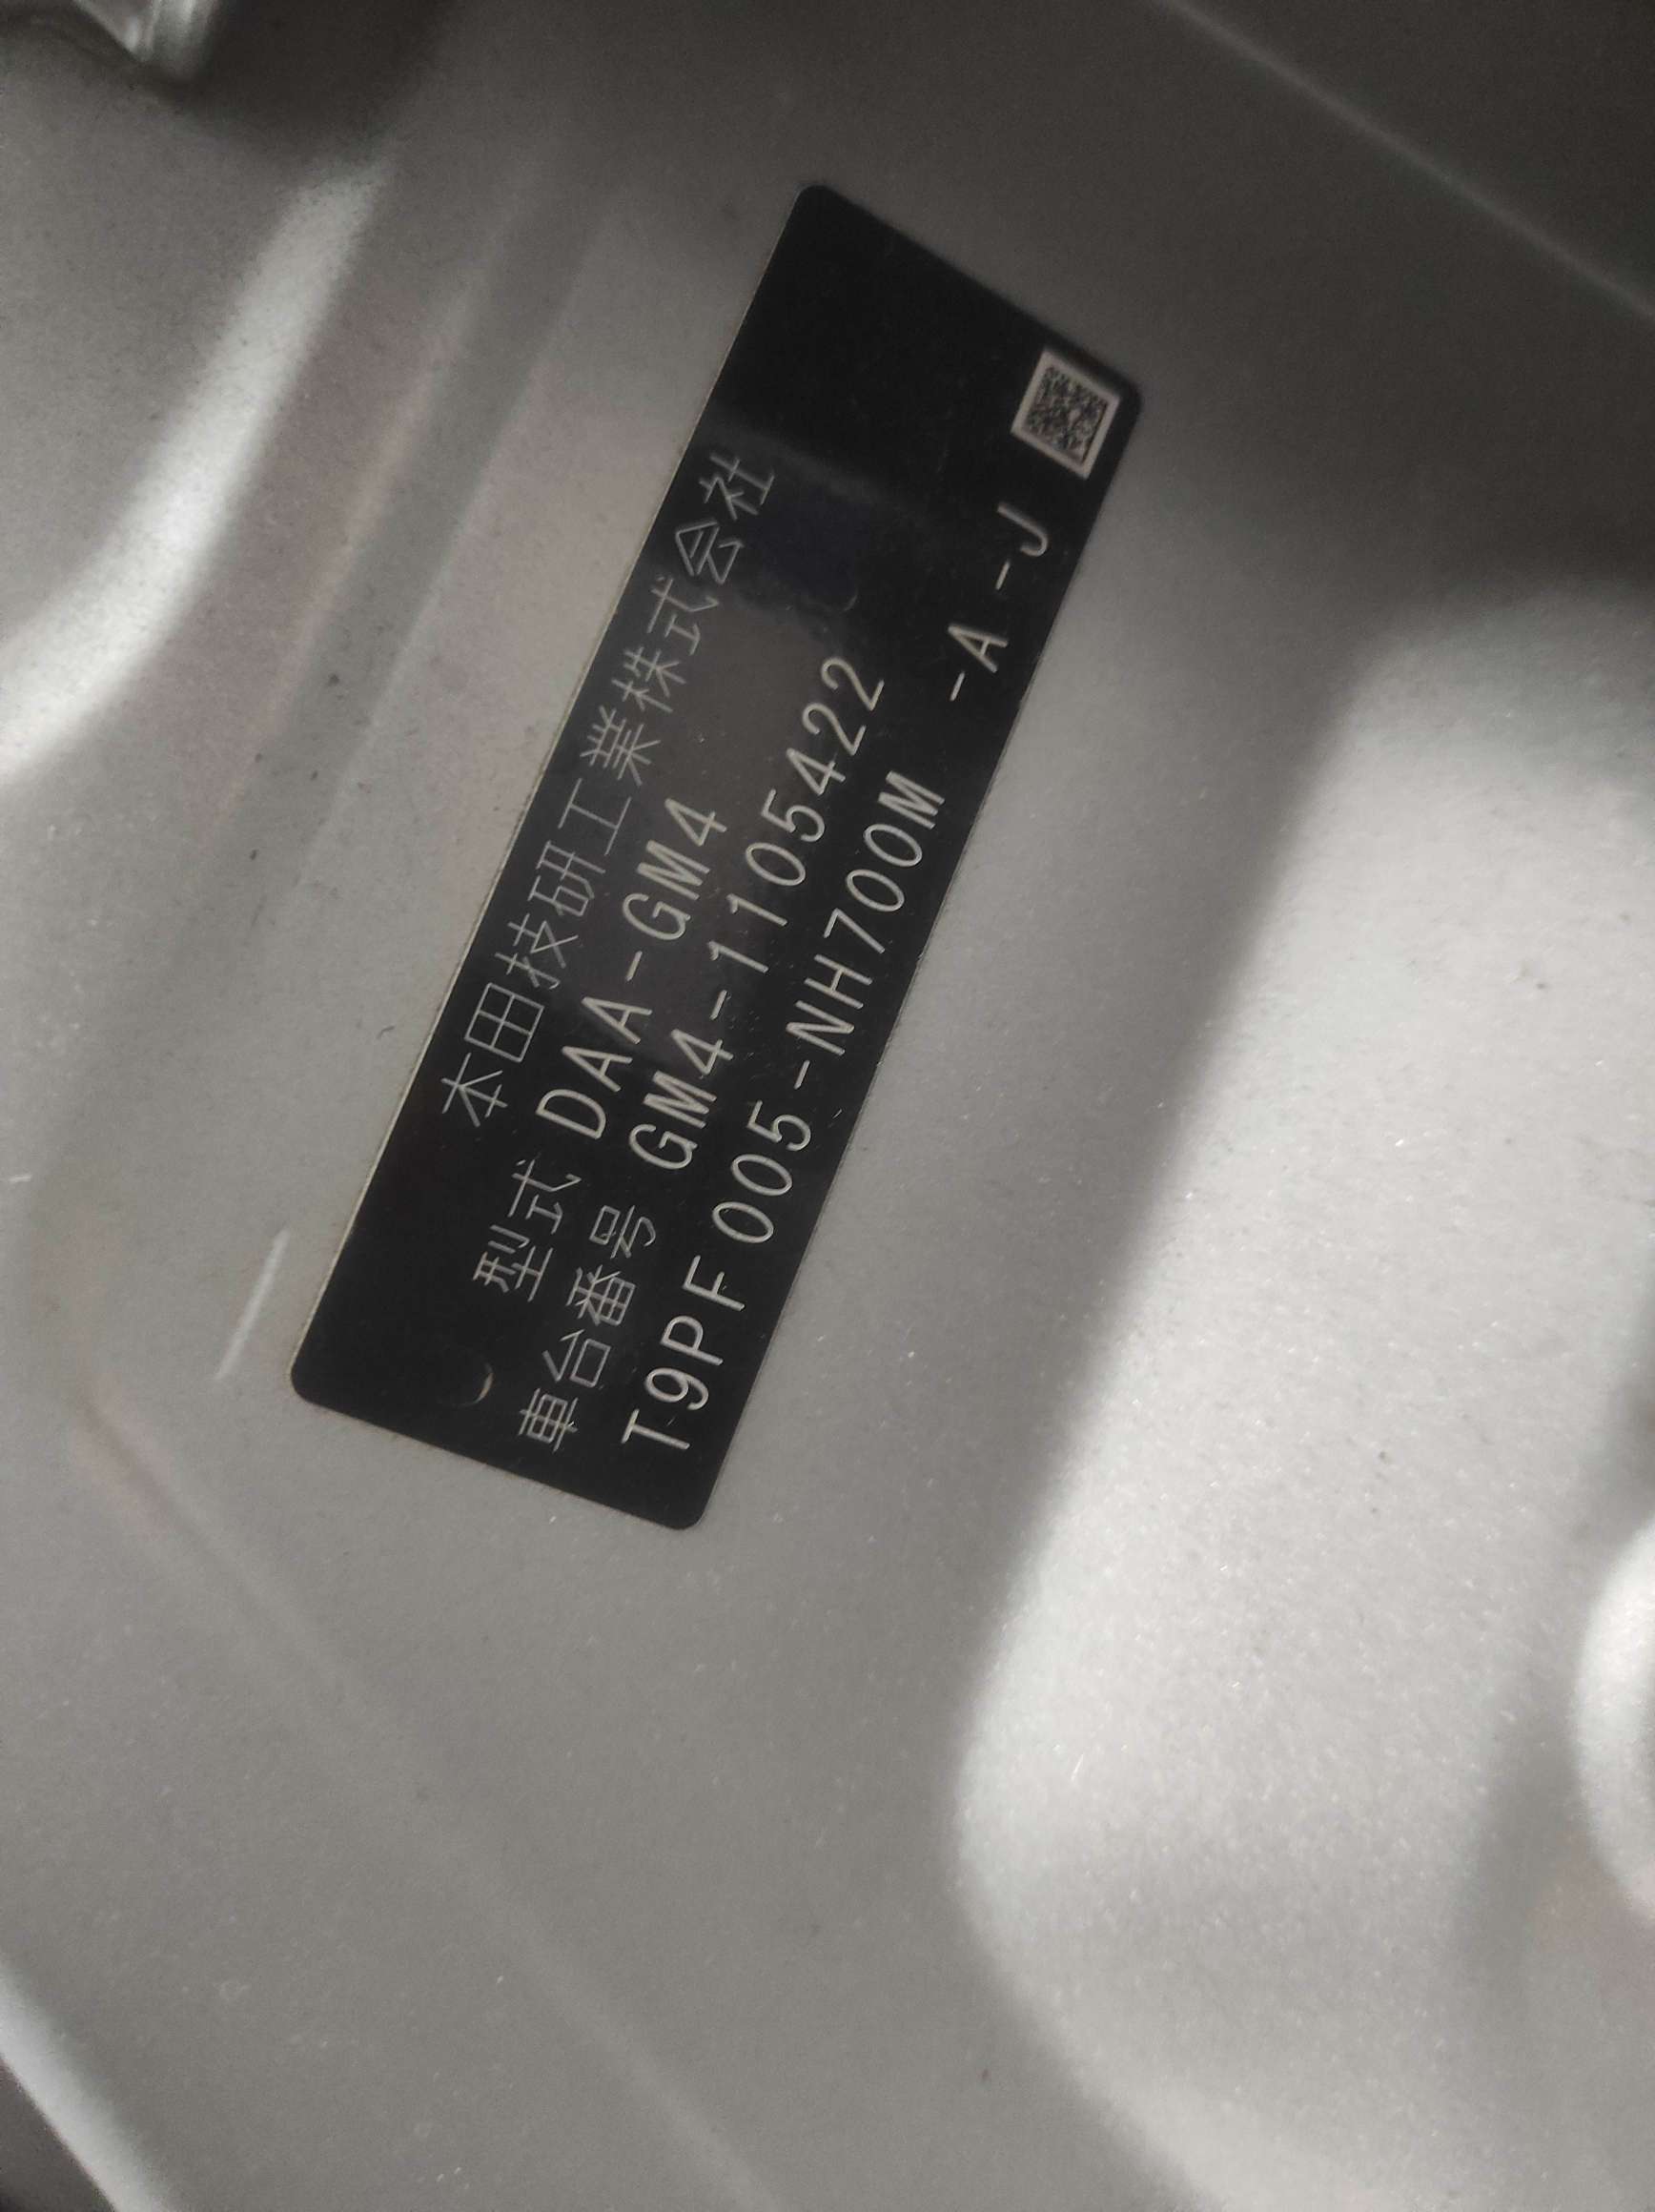 本田技研工業株式会社
型式 DAA-GM4
車台番号 GM4-1105422
T9PF005-NH700M -A-J